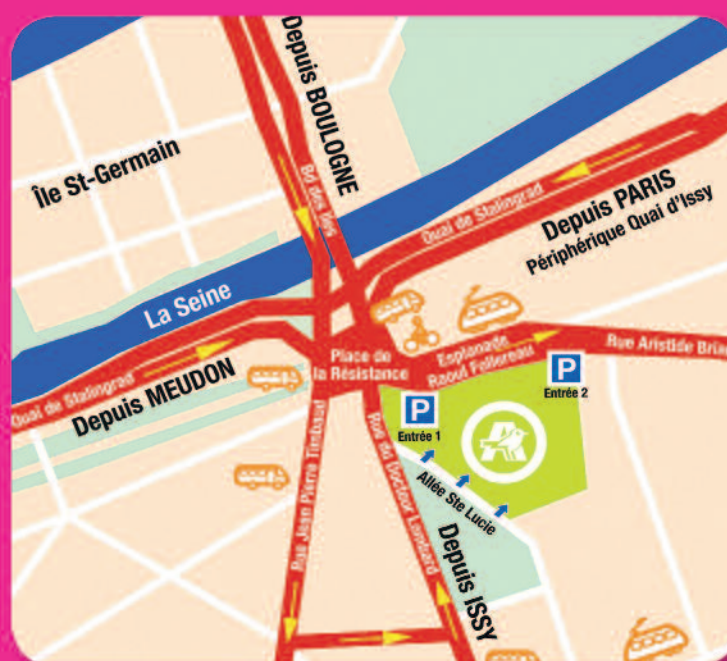 Depuis BOULOGNE
Île St-Germain
Bd des Iles
Quai de Stalingrad
Depuis PARIS
Périphérique Quai d'Issy
La Seine
Place de
la Résistance
Esplanade
Raoul Follereau
Rue Aristide Brian
Quai de Stalingrad
Depuis MEUDON
P
Entrée 1
P
Entrée 2
A
Rue Jean Pierre Timbaud
Rue du Docteur Lombard
Allée Ste Lucie
Depuis ISSY